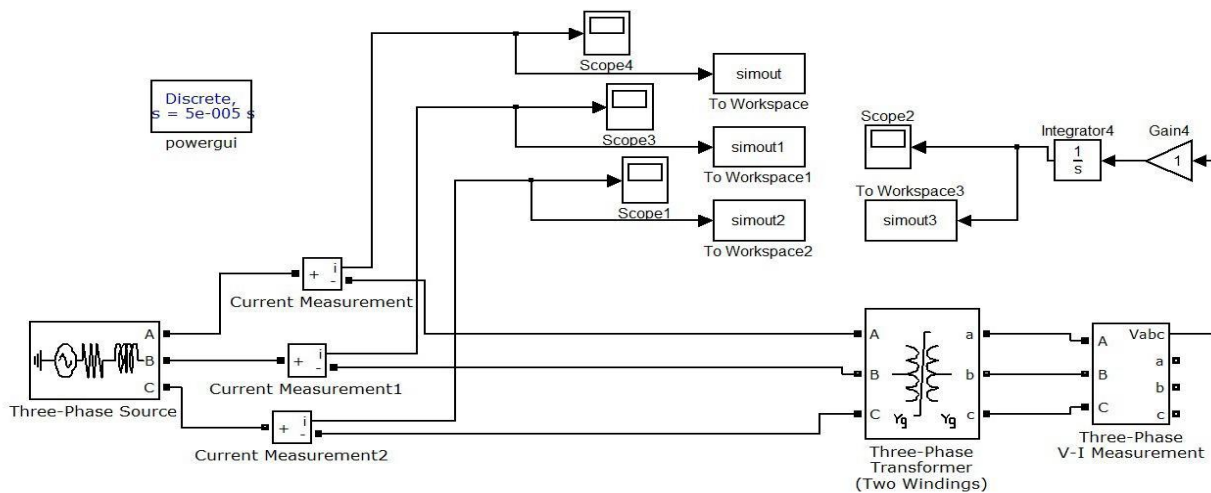 Scope4
simout
To Workspace
Discrete,
s = 5e-005 s
powergui
Scope3
simout1
To Workspace1
Scope1
simout2
To Workspace2
Scope2
Integrator4
Gain4
1
s
1
To Workspace3
simout3
+ i -
Current Measurement
+ i -
Current Measurement1
+ i -
Current Measurement2
A
B
C
Three-Phase Source
A
B
C
a
b
c
Yg Yg
Three-Phase
Transformer
(Two Windings)
Vabc
A
B
C
a
b
c
Three-Phase
V-I Measurement